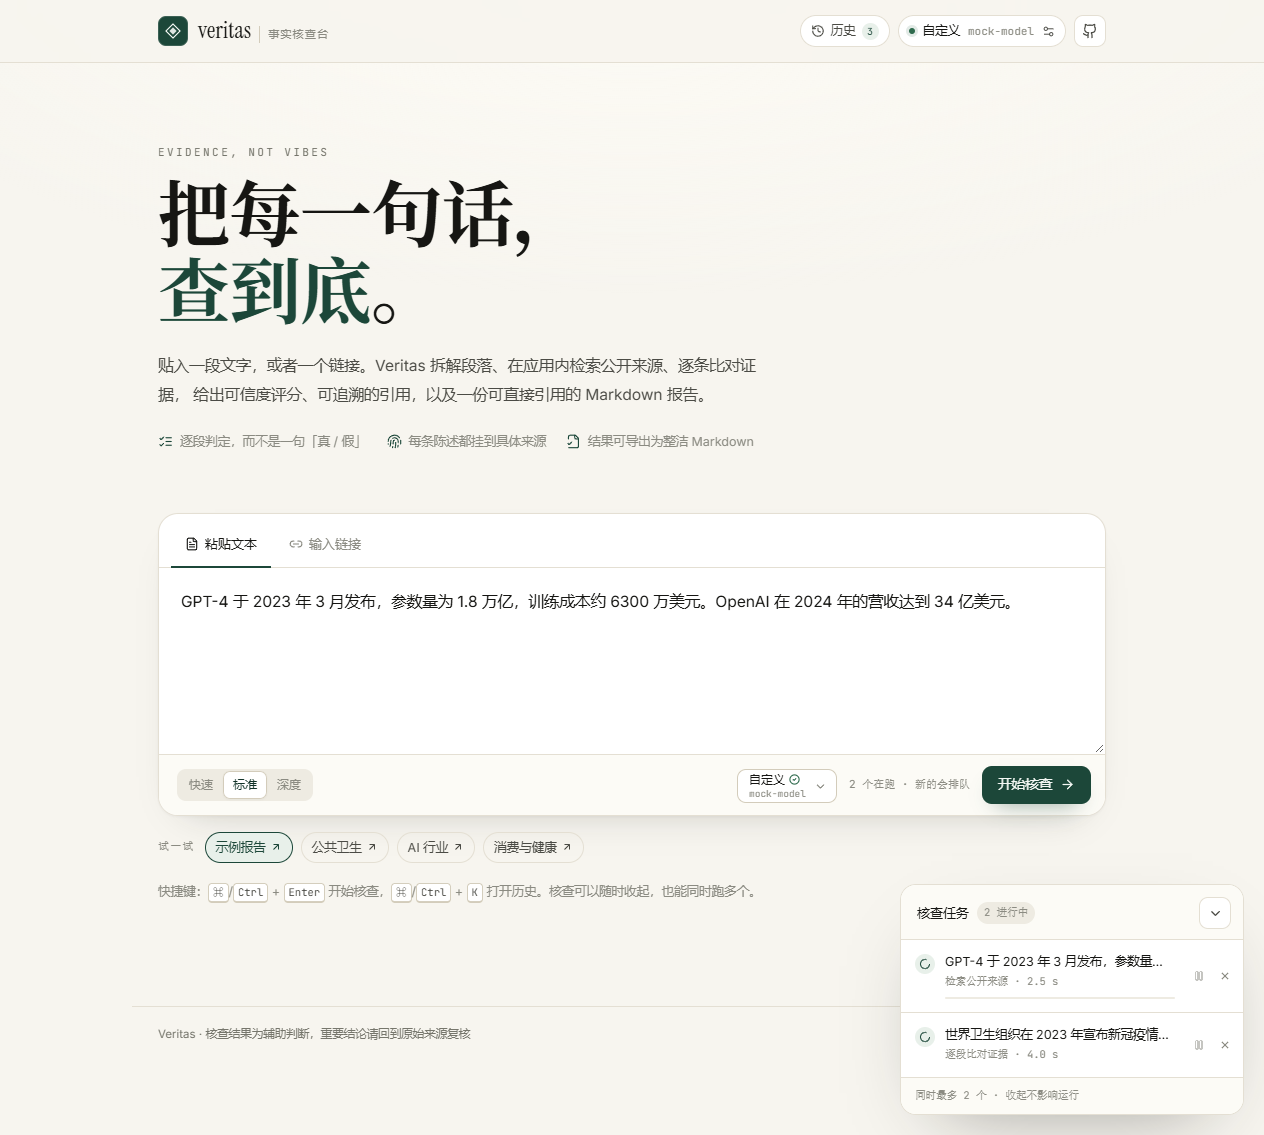 veritas
事实核查台
历史 3
自定义 mock-model
EVIDENCE, NOT VIBES
把每一句话,
查到底。
贴入一段文字，或者一个链接。Veritas 拆解段落、在应用内检索公开来源、逐条比对证
据， 给出可信度评分、可追溯的引用，以及一份可直接引用的 Markdown 报告。
逐段判定，而不是一句「真 / 假」
每条陈述都挂到具体来源
结果可导出为整洁 Markdown
粘贴文本
输入链接
GPT-4 于 2023 年 3 月发布，参数量为 1.8 万亿，训练成本约 6300 万美元。OpenAI 在 2024 年的营收达到 34 亿美元。
快速 标准 深度
自定义
mock-model
2 个在跑 · 新的会排队
开始核查
试一试 示例报告 公共卫生 AI 行业 消费与健康
快捷键：⌘/Ctrl + Enter 开始核查，⌘/Ctrl + K 打开历史。核查可以随时收起，也能同时跑多个。
核查任务 2 进行中
GPT-4 于 2023 年 3 月发布，参数量...
检索公开来源 · 2.5 s
世界卫生组织在 2023 年宣布新冠疫情...
逐段比对证据 · 4.0 s
同时最多 2 个 · 收起不影响运行
Veritas · 核查结果为辅助判断，重要结论请回到原始来源复核